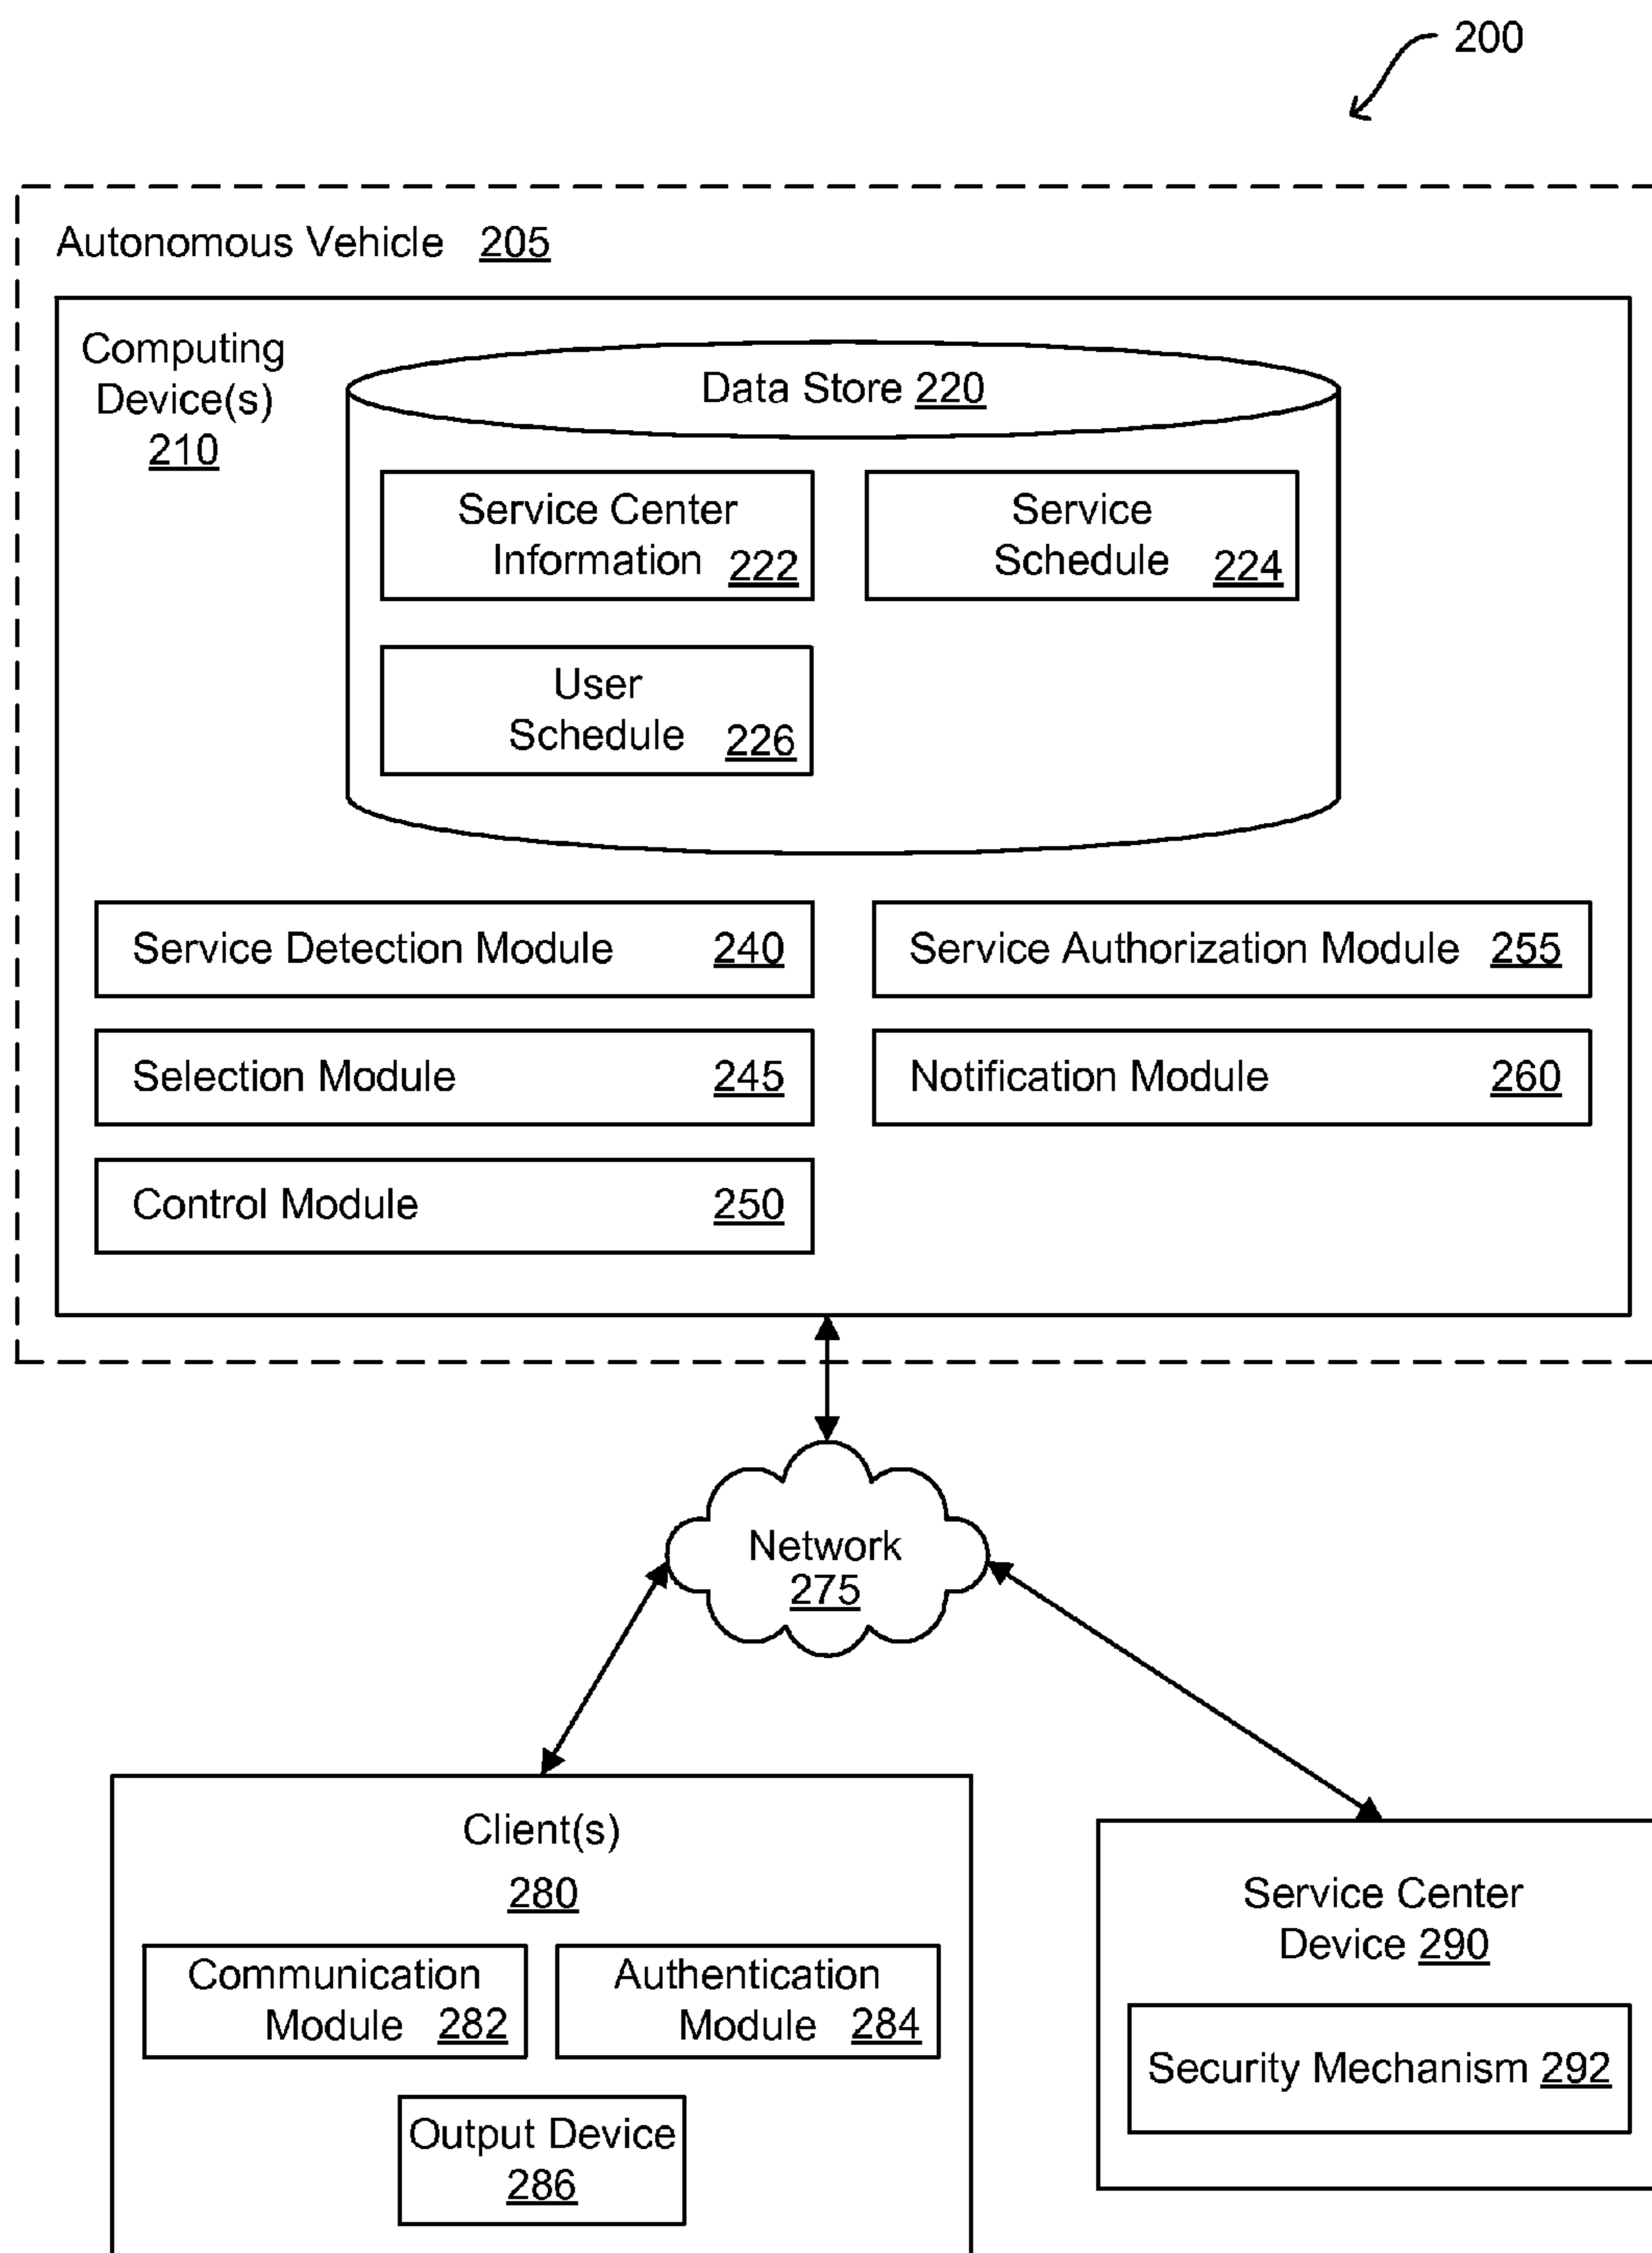 200
Autonomous Vehicle 205
Computing
Device(s)
210
Data Store 220
Service Center
Information 222
Service
Schedule 224
User
Schedule 226
Service Detection Module 240
Service Authorization Module 255
Selection Module 245
Notification Module 260
Control Module 250
Network
275
Client(s)
280
Communication
Module 282
Authentication
Module 284
Output Device
286
Service Center
Device 290
Security Mechanism 292